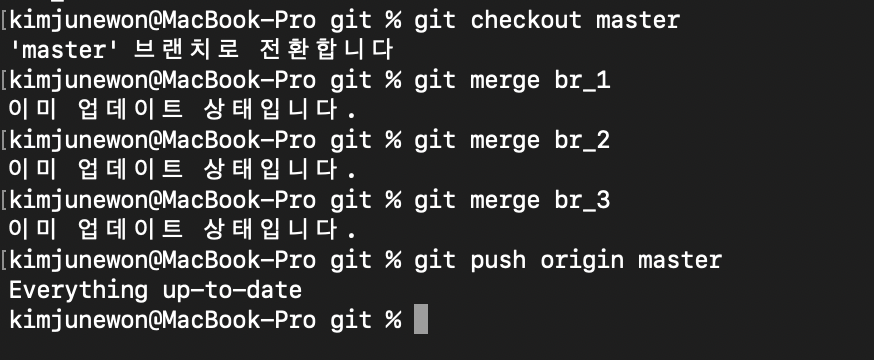 [kimjunewon@MacBook-Pro git % git checkout master
'master' 브랜치로 전환합니다
[kimjunewon@MacBook-Pro git % git merge br_1
이미 업데이트 상태입니다.
[kimjunewon@MacBook-Pro git % git merge br_2
이미 업데이트 상태입니다.
[kimjunewon@MacBook-Pro git % git merge br_3
이미 업데이트 상태입니다.
[kimjunewon@MacBook-Pro git % git push origin master
Everything up-to-date
kimjunewon@MacBook-Pro git %